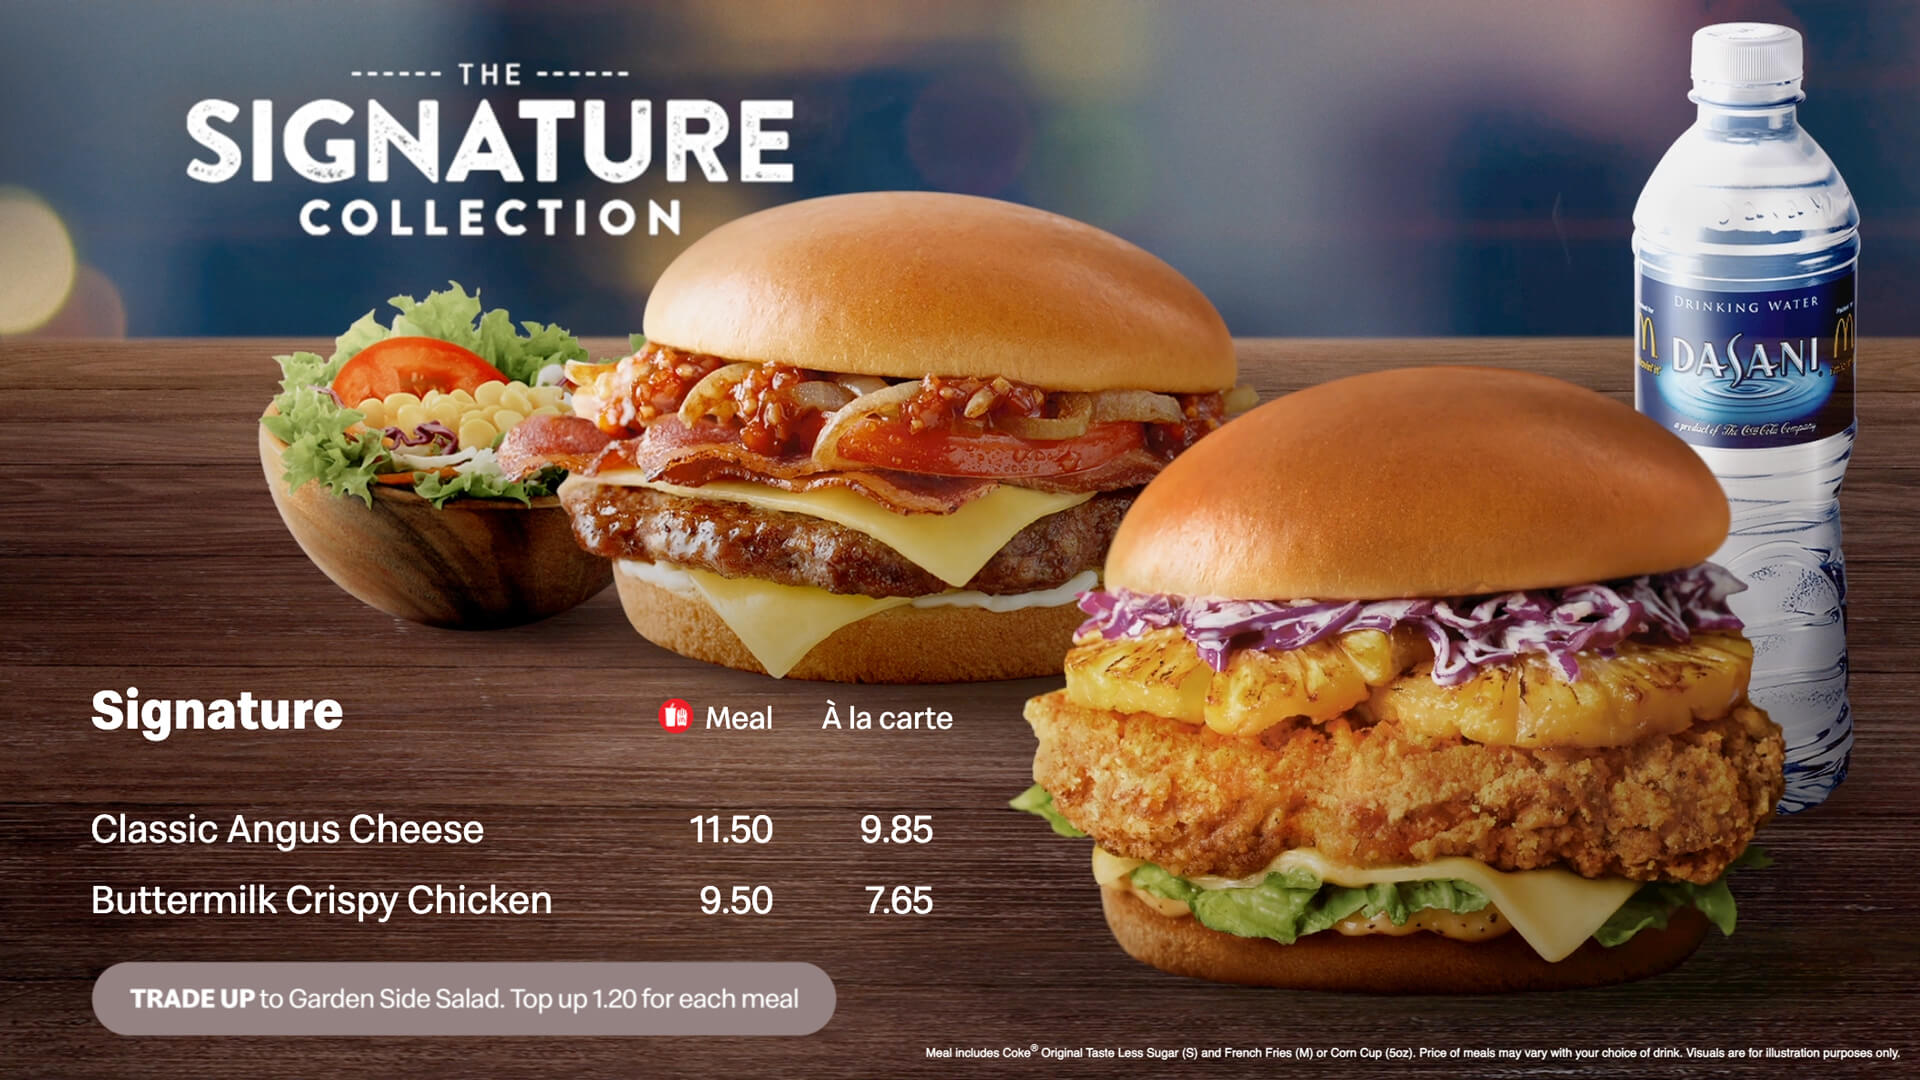 ------ THE ------
SIGNATURE
COLLECTION
DRINKING WATER
DASANI
a product of The Coca-Cola Company
Signature Meal À la carte
Classic Angus Cheese 11.50 9.85
Buttermilk Crispy Chicken 9.50 7.65
TRADE UP to Garden Side Salad. Top up 1.20 for each meal
Meal includes Coke® Original Taste Less Sugar (S) and French Fries (M) or Corn Cup (5oz). Price of meals may vary with your choice of drink. Visuals are for illustration purposes only.